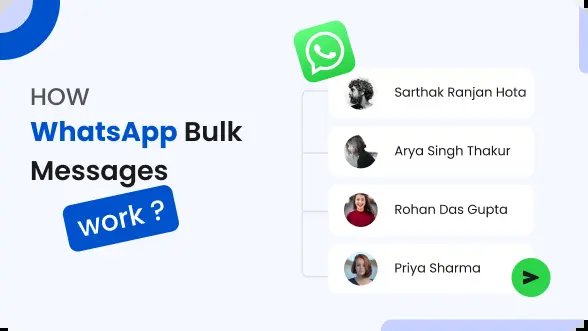 HOW
WhatsApp Bulk
Messages
work ?
Sarthak Ranjan Hota
Arya Singh Thakur
Rohan Das Gupta
Priya Sharma